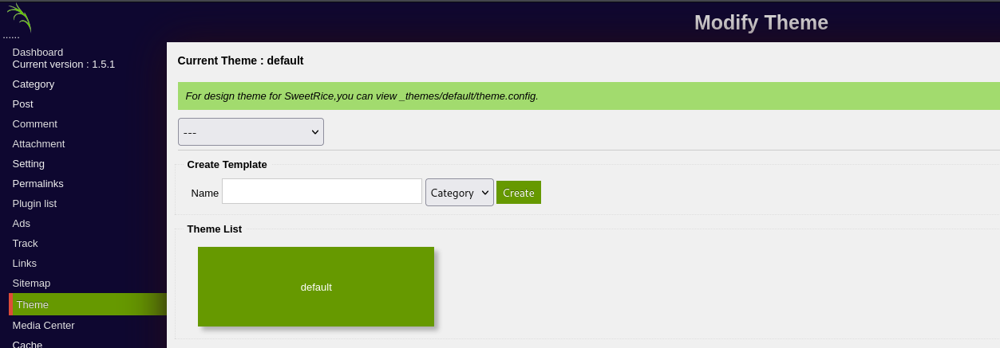 Modify Theme
......
Dashboard
Current version : 1.5.1
Category
Post
Comment
Attachment
Setting
Permalinks
Plugin list
Ads
Track
Links
Sitemap
Theme
Media Center
Cache
Current Theme : default
For design theme for SweetRice,you can view _themes/default/theme.config.
---
Create Template
Name
Category
Create
Theme List
default